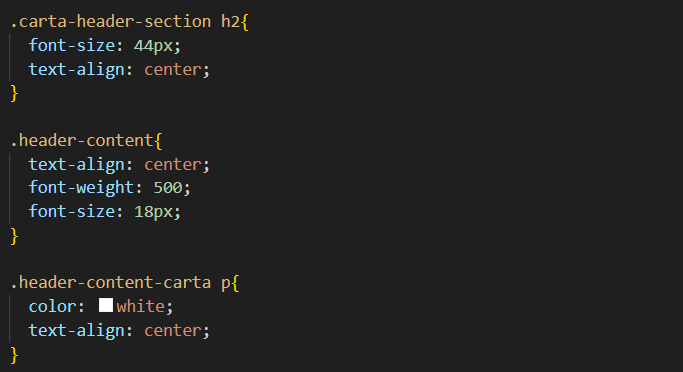 .carta-header-section h2{
font-size: 44px;
text-align: center;
}
.header-content{
text-align: center;
font-weight: 500;
font-size: 18px;
}
.header-content-carta p{
color: white;
text-align: center;
}